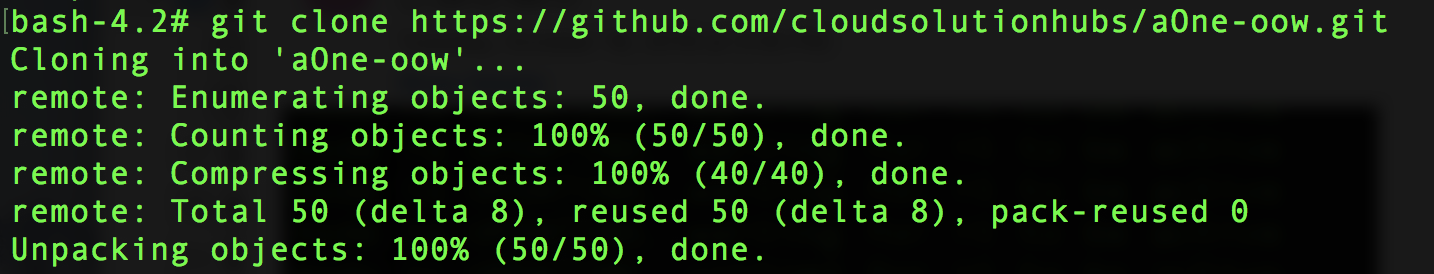 [bash-4.2# git clone https://github.com/cloudsolutionhubs/aOne-oow.git
Cloning into 'aOne-oow'...
remote: Enumerating objects: 50, done.
remote: Counting objects: 100% (50/50), done.
remote: Compressing objects: 100% (40/40), done.
remote: Total 50 (delta 8), reused 50 (delta 8), pack-reused 0
Unpacking objects: 100% (50/50), done.